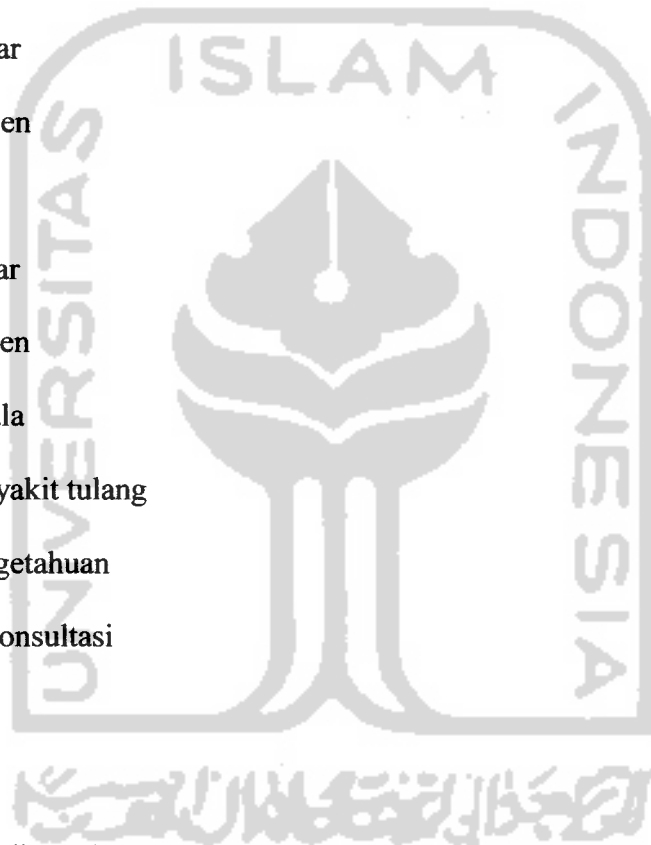 ISLAM
UNIVERSITAS
INDONESIA
ar
en
ar
en
la
yakit tulang
getahuan
onsultasi